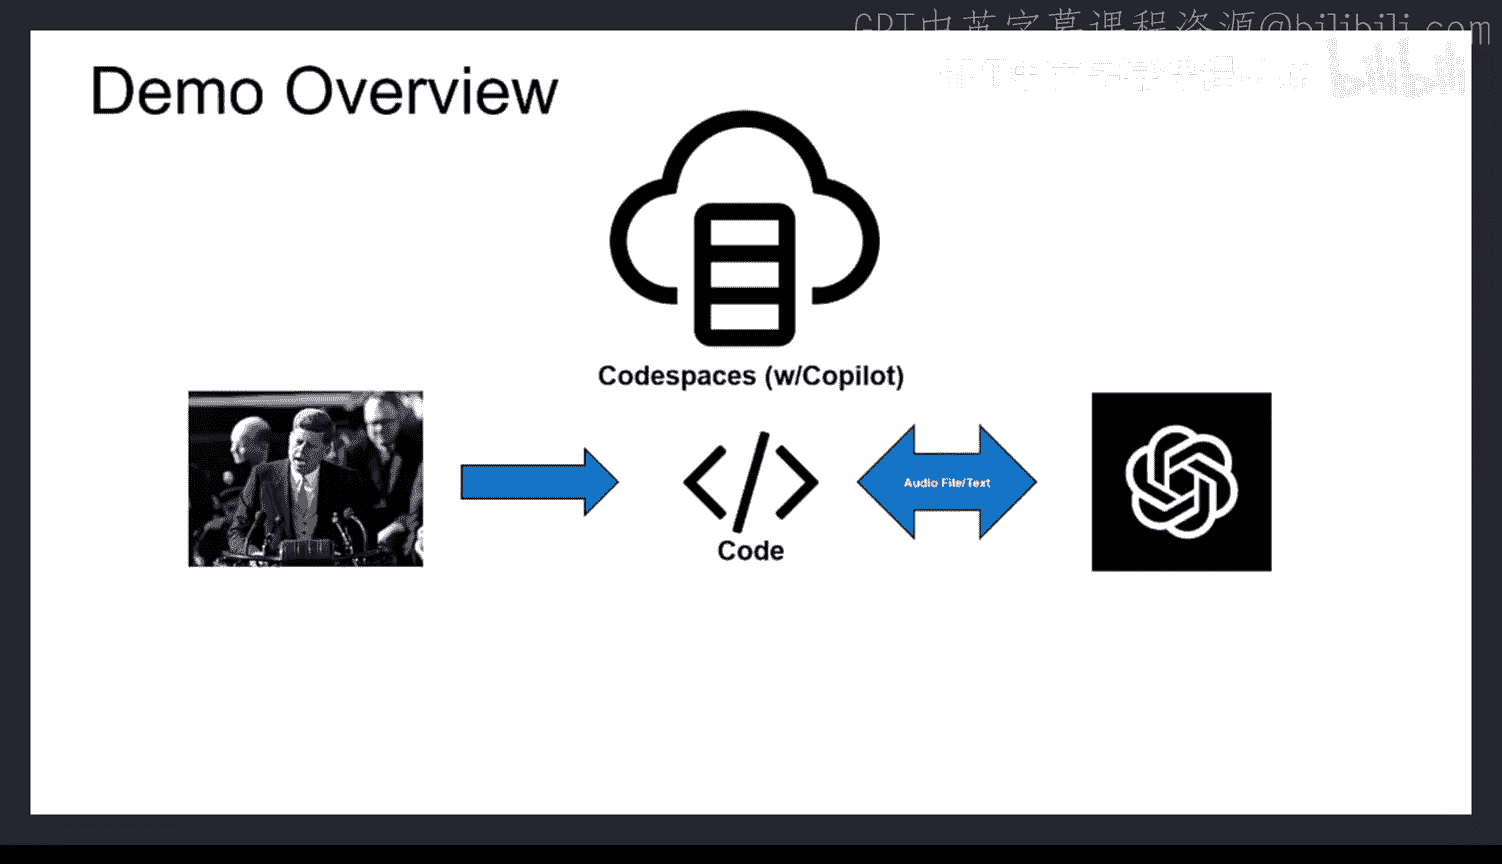 GPT中英字幕课程资源@bilibili.com
bilibili
Demo Overview
Codespaces (w/Copilot)
Audio File/Text
Code